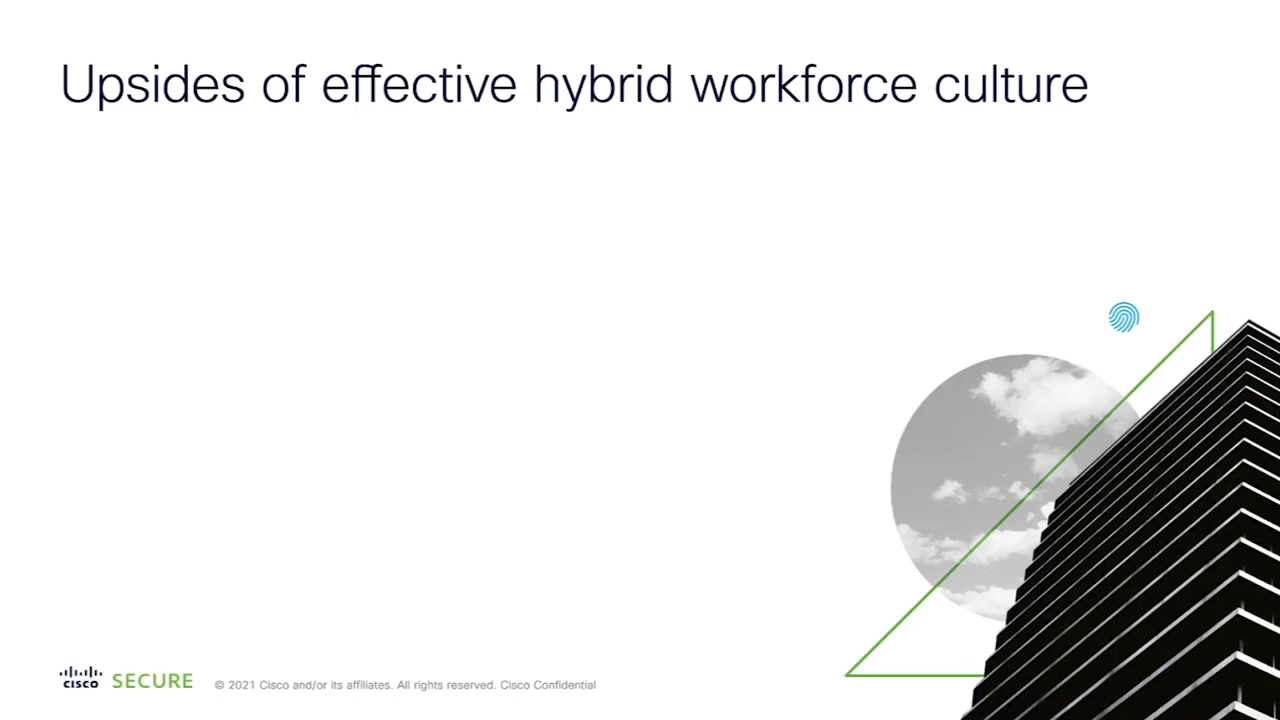 Upsides of effective hybrid workforce culture
CISCO SECURE © 2021 Cisco and/or its affiliates. All rights reserved. Cisco Confidential